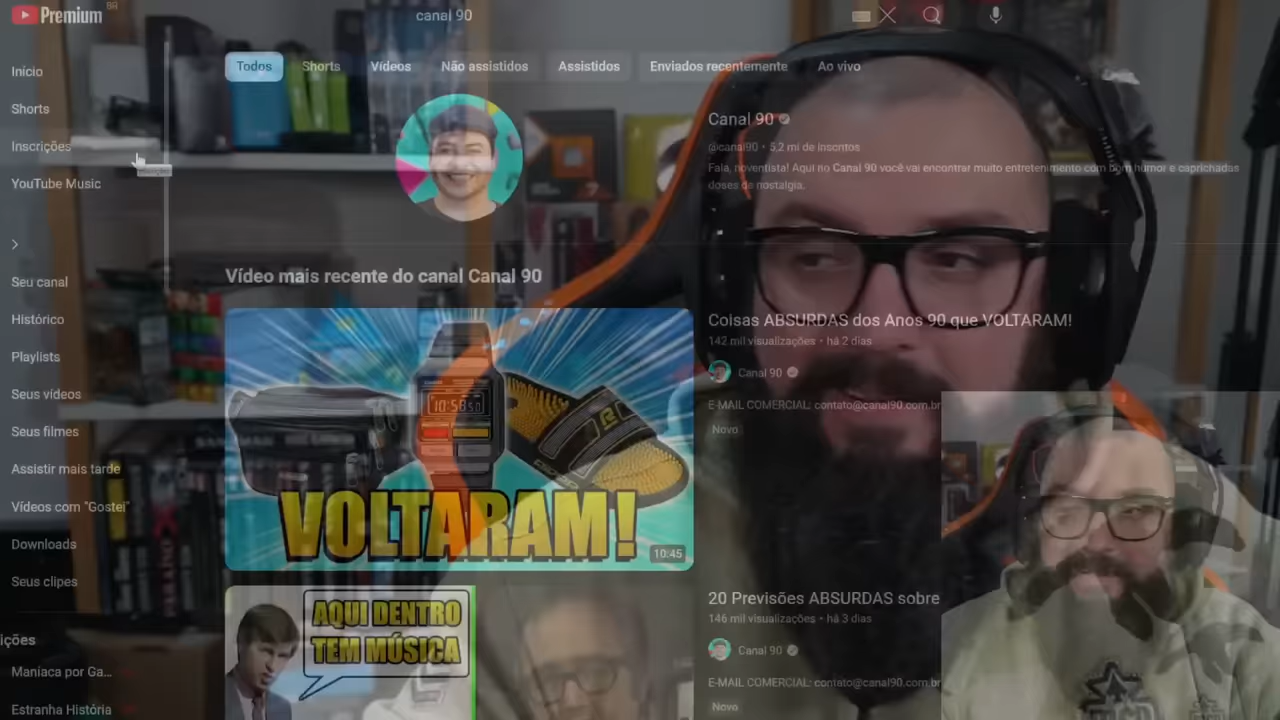 Premium BR
canal 90
Todos
Shorts
Vídeos
Não assistidos
Assistidos
Enviados recentemente
Ao vivo
Início
Shorts
Inscrições
YouTube Music
Seu canal
Histórico
Playlists
Seus vídeos
Seus filmes
Assistir mais tarde
Vídeos com "Gostei"
Downloads
Seus clipes
ições
Maníaca por Ga...
Estranha História
Canal 90
@canal90 • 5,2 mi de inscritos
Fala, noventista! Aqui no Canal 90 você vai encontrar muito entretenimento com bom humor e caprichadas
doses de nostalgia.
Vídeo mais recente do canal Canal 90
10:58 50
VOLTARAM!
10:45
Coisas ABSURDAS dos Anos 90 que VOLTARAM!
142 mil visualizações • há 2 dias
Canal 90
E-MAIL COMERCIAL: contato@canal90.com.br
Novo
AQUI DENTRO
TEM MÚSICA
20 Previsões ABSURDAS sobre
146 mil visualizações • há 3 dias
Canal 90
E-MAIL COMERCIAL: contato@canal90.com.br
Novo